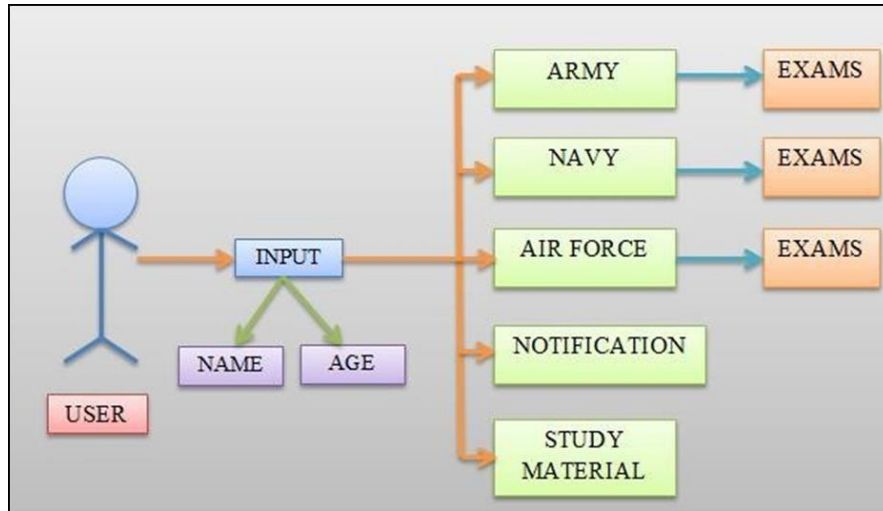 ARMY
EXAMS
NAVY
EXAMS
INPUT
AIR FORCE
EXAMS
NAME
AGE
NOTIFICATION
USER
STUDY
MATERIAL